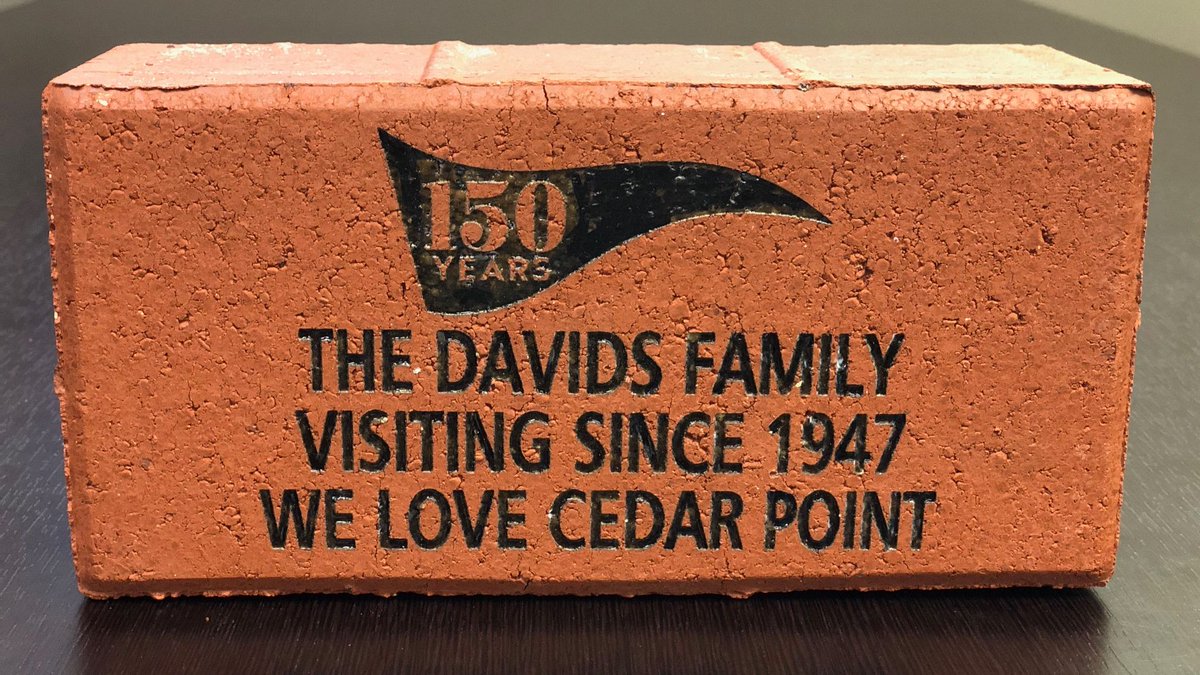 150
YEARS
THE DAVIDS FAMILY
VISITING SINCE 1947
WE LOVE CEDAR POINT